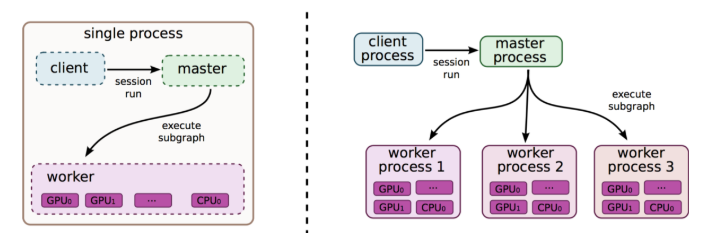 single process
client
master
session
run
execute
subgraph
worker
GPU₀ GPU₁ ... CPU₀
client
process
master
process
session
run
execute
subgraph
worker
process 1
GPU₀ ...
GPU₁ CPU₀
worker
process 2
GPU₀ ...
GPU₁ CPU₀
worker
process 3
GPU₀ ...
GPU₁ CPU₀